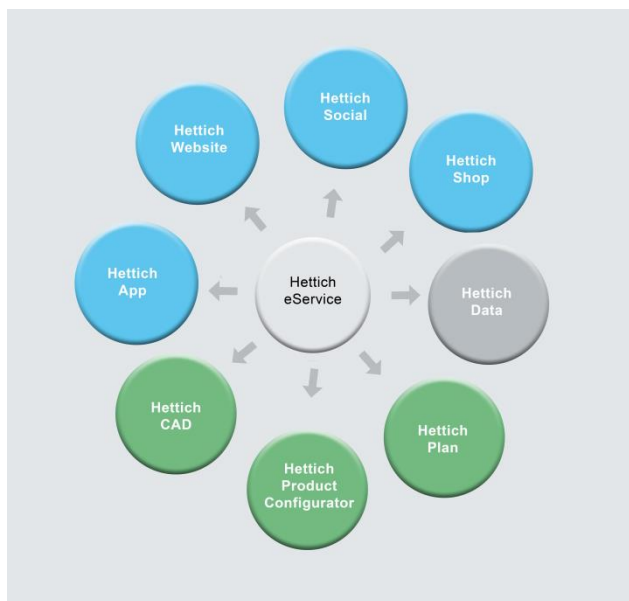 Hettich
Social
Hettich
Website
Hettich
Shop
Hettich
App
Hettich
eService
Hettich
Data
Hettich
CAD
Hettich
Plan
Hettich
Product
Configurator